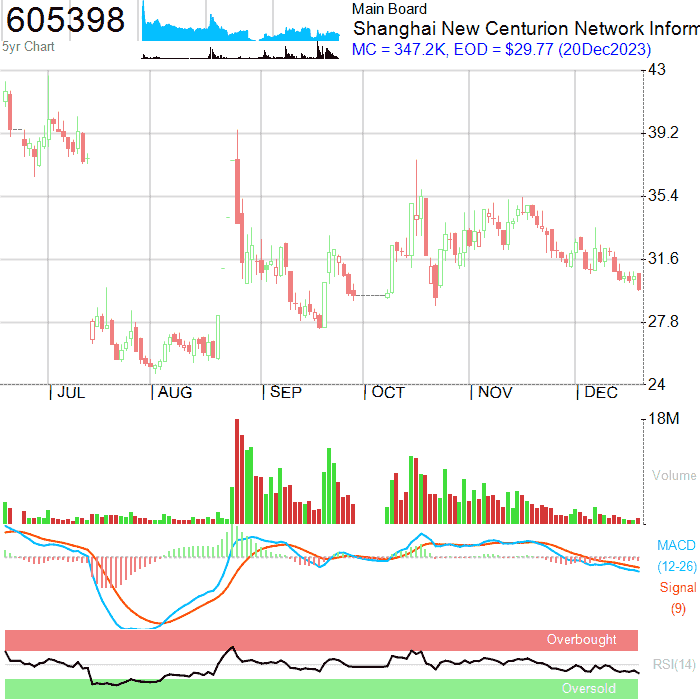 605398
5yr Chart
Main Board
Shanghai New Centurion Network Inform
MC = 347.2K, EOD = $29.77 (20Dec2023)
43
39.2
35.4
31.6
27.8
24
JUL AUG SEP OCT NOV DEC
18M
Volume
MACD
(12-26)
Signal
(9)
Overbought
RSI(14)
Oversold